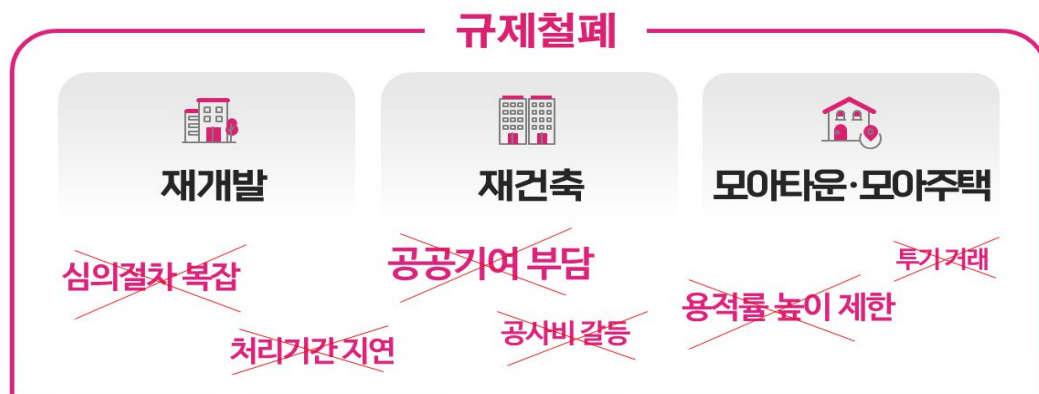 규제철폐
재개발
재건축
모아타운·모아주택
심의절차 복잡
처리기간 지연
공공기여 부담
공사비 갈등
용적률 높이 제한
투기 거래